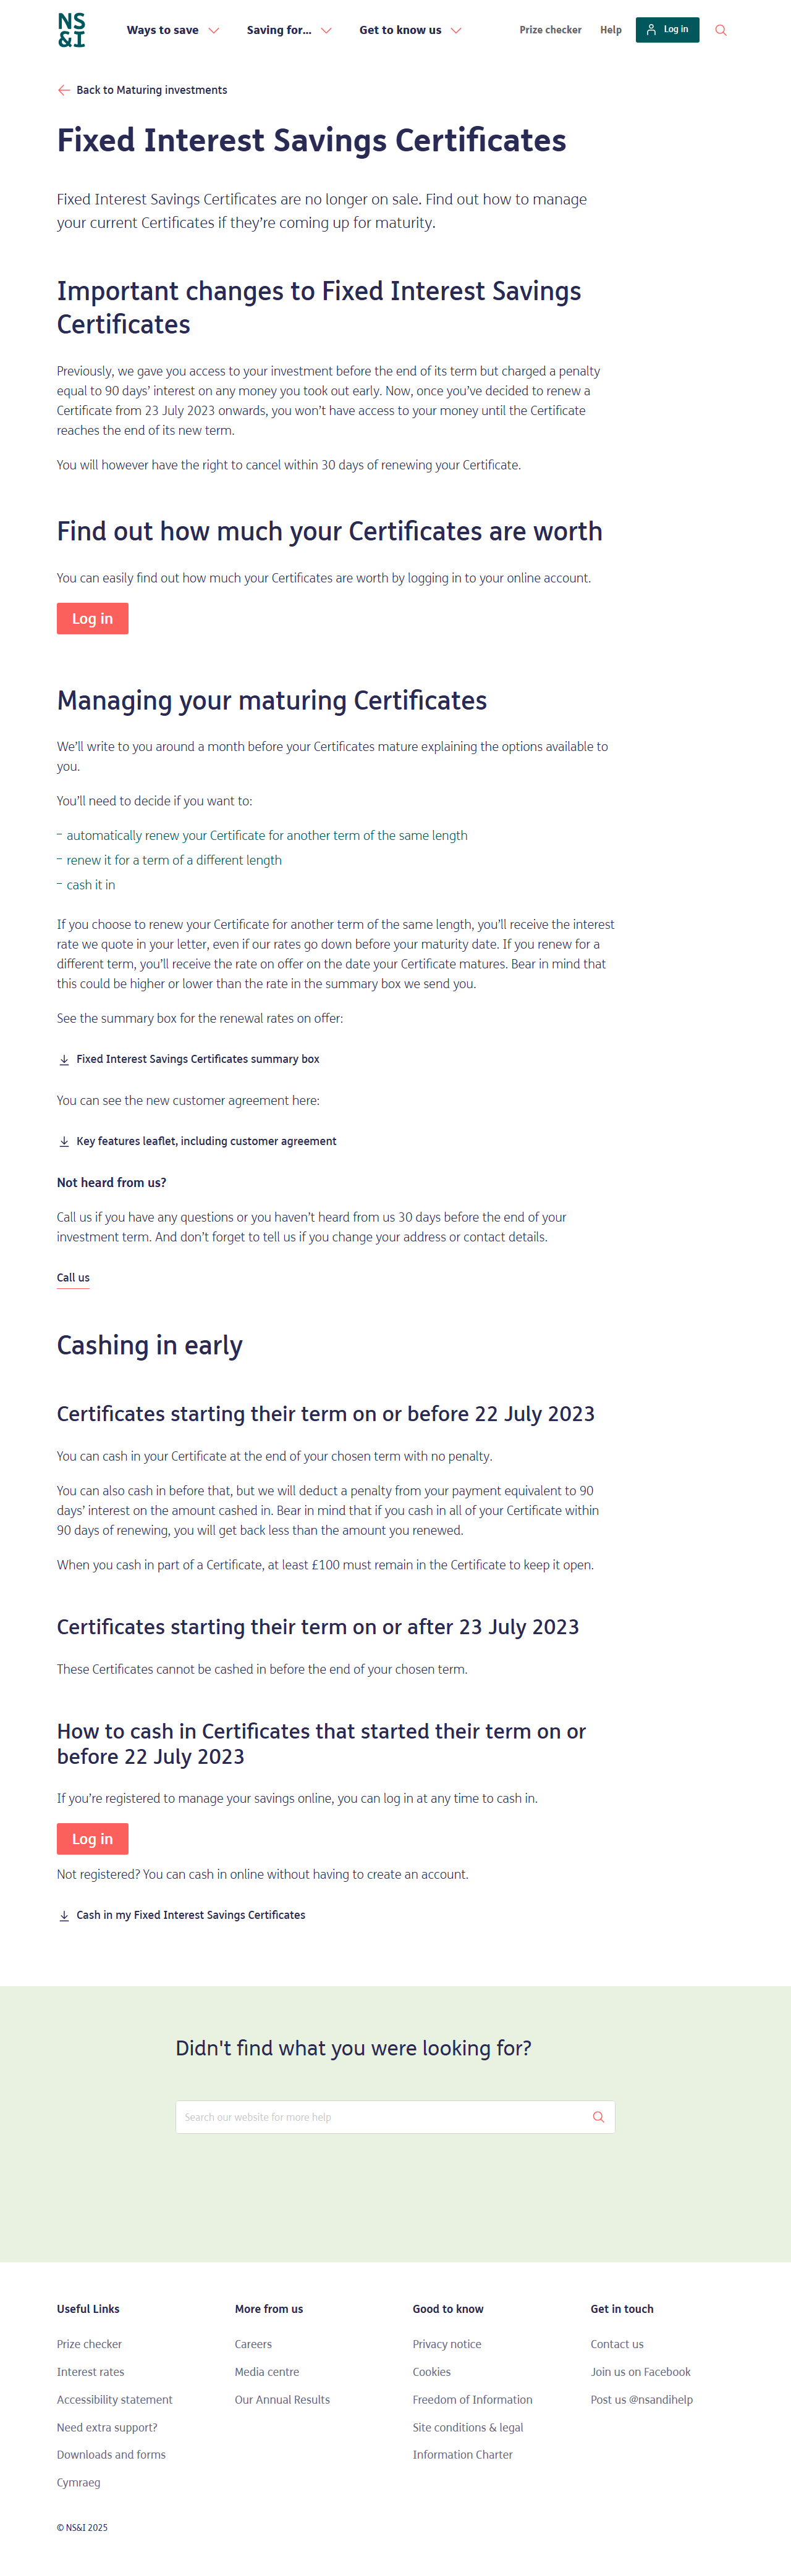 NS
&I
Ways to save
Saving for...
Get to know us
Prize checker
Help
Log in
Back to Maturing investments
Fixed Interest Savings Certificates
Fixed Interest Savings Certificates are no longer on sale. Find out how to manage
your current Certificates if they’re coming up for maturity.
Important changes to Fixed Interest Savings
Certificates
Previously, we gave you access to your investment before the end of its term but charged a penalty
equal to 90 days’ interest on any money you took out early. Now, once you’ve decided to renew a
Certificate from 23 July 2023 onwards, you won’t have access to your money until the Certificate
reaches the end of its new term.
You will however have the right to cancel within 30 days of renewing your Certificate.
Find out how much your Certificates are worth
You can easily find out how much your Certificates are worth by logging in to your online account.
Log in
Managing your maturing Certificates
We’ll write to you around a month before your Certificates mature explaining the options available to
you.
You’ll need to decide if you want to:
– automatically renew your Certificate for another term of the same length
– renew it for a term of a different length
– cash it in
If you choose to renew your Certificate for another term of the same length, you’ll receive the interest
rate we quote in your letter, even if our rates go down before your maturity date. If you renew for a
different term, you’ll receive the rate on offer on the date your Certificate matures. Bear in mind that
this could be higher or lower than the rate in the summary box we send you.
See the summary box for the renewal rates on offer:
Fixed Interest Savings Certificates summary box
You can see the new customer agreement here:
Key features leaflet, including customer agreement
Not heard from us?
Call us if you have any questions or you haven’t heard from us 30 days before the end of your
investment term. And don’t forget to tell us if you change your address or contact details.
Call us
Cashing in early
Certificates starting their term on or before 22 July 2023
You can cash in your Certificate at the end of your chosen term with no penalty.
You can also cash in before that, but we will deduct a penalty from your payment equivalent to 90
days’ interest on the amount cashed in. Bear in mind that if you cash in all of your Certificate within
90 days of renewing, you will get back less than the amount you renewed.
When you cash in part of a Certificate, at least £100 must remain in the Certificate to keep it open.
Certificates starting their term on or after 23 July 2023
These Certificates cannot be cashed in before the end of your chosen term.
How to cash in Certificates that started their term on or
before 22 July 2023
If you’re registered to manage your savings online, you can log in at any time to cash in.
Log in
Not registered? You can cash in online without having to create an account.
Cash in my Fixed Interest Savings Certificates
Didn't find what you were looking for?
Search our website for more help
Useful Links
Prize checker
Interest rates
Accessibility statement
Need extra support?
Downloads and forms
Cymraeg
More from us
Careers
Media centre
Our Annual Results
Good to know
Privacy notice
Cookies
Freedom of Information
Site conditions & legal
Information Charter
Get in touch
Contact us
Join us on Facebook
Post us @nsandihelp
© NS&I 2025